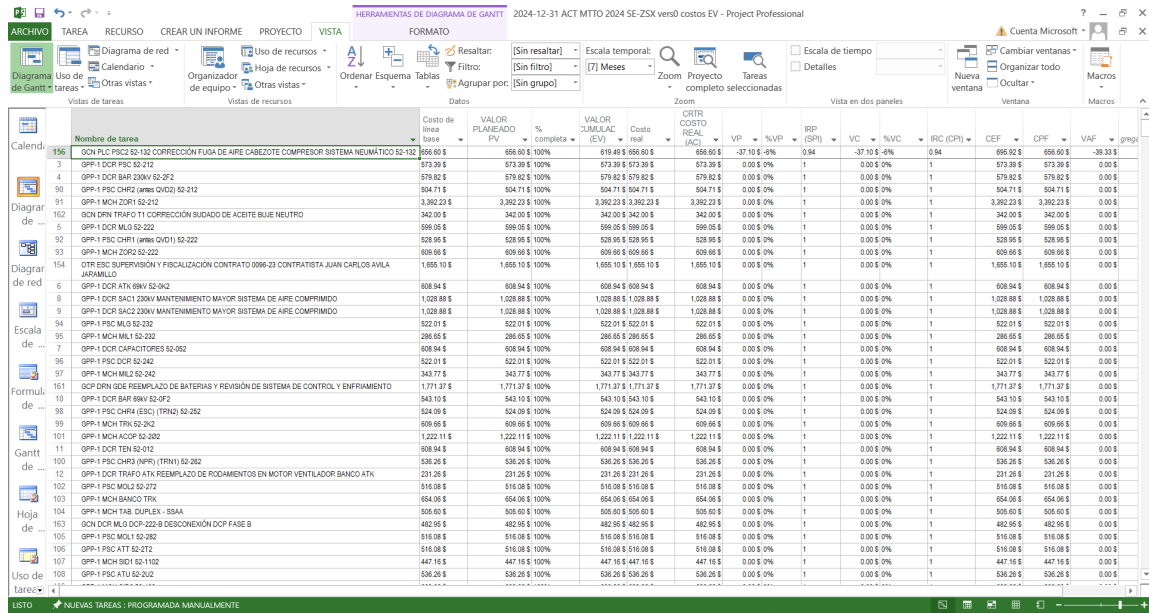 HERRAMIENTAS DE DIAGRAMA DE GANTT 2024-12-31 ACT MTTO 2024 SE-ZSX vers0 costos EV - Project Professional
ARCHIVO TAREA RECURSO CREAR UN INFORME PROYECTO VISTA FORMATO Cuenta Microsoft
Diagrama de Gantt Uso de tareas Diagrama de red Calendario Otras vistas
Organizador de equipo Uso de recursos Hoja de recursos Otras vistas
Ordenar Esquema Tablas Resaltar: [Sin resaltar] Filtro: [Sin filtro] Agrupar por: [Sin grupo]
Escala temporal: [7] Meses Zoom Proyecto completo Tareas seleccionadas
Escala de tiempo Detalles
Nueva ventana Cambiar ventanas Organizar todo Ocultar Macros
Vistas de tareas Vistas de recursos Datos Zoom Vista en dos paneles Ventana Macros
Nombre de tarea Costo de línea base VALOR PLANEADO PV % completa VALOR CUMULAD (EV) Costo real CRTR COSTO REAL (AC) VP %VP IRP (SPI) VC %VC IRC (CPI) CEF CPF VAF grega
156 GCN PLC PSC2 52-132 CORRECCIÓN FUGA DE AIRE CABEZOTE COMPRESOR SISTEMA NEUMÁTICO 52-132 656.60 $ 656.60 $ 100% 619.49 $ 656.60 $ 656.60 $ -37.10 $ -6% 0.94 -37.10 $ -6% 0.94 695.92 $ 656.60 $ -39.33 $
3 GPP-1 DCR PSC 52-212 573.39 $ 573.39 $ 100% 573.39 $ 573.39 $ 573.39 $ 0.00 $ 0% 1 0.00 $ 0% 1 573.39 $ 573.39 $ 0.00 $
4 GPP-1 DCR BAR 230kV 52-2F2 579.82 $ 579.82 $ 100% 579.82 $ 579.82 $ 579.82 $ 0.00 $ 0% 1 0.00 $ 0% 1 579.82 $ 579.82 $ 0.00 $
90 GPP-1 PSC CHR2 (antes QVD2) 52-212 504.71 $ 504.71 $ 100% 504.71 $ 504.71 $ 504.71 $ 0.00 $ 0% 1 0.00 $ 0% 1 504.71 $ 504.71 $ 0.00 $
91 GPP-1 MCH ZOR1 52-212 3,392.23 $ 3,392.23 $ 100% 3,392.23 $ 3,392.23 $ 3,392.23 $ 0.00 $ 0% 1 0.00 $ 0% 1 3,392.23 $ 3,392.23 $ 0.00 $
162 GCN DRN TRAFO T1 CORRECCIÓN SUDADO DE ACEITE BUJE NEUTRO 342.00 $ 342.00 $ 100% 342.00 $ 342.00 $ 342.00 $ 0.00 $ 0% 1 0.00 $ 0% 1 342.00 $ 342.00 $ 0.00 $
5 GPP-1 DCR MLG 52-222 599.05 $ 599.05 $ 100% 599.05 $ 599.05 $ 599.05 $ 0.00 $ 0% 1 0.00 $ 0% 1 599.05 $ 599.05 $ 0.00 $
92 GPP-1 PSC CHR1 (antes QVD1) 52-222 528.95 $ 528.95 $ 100% 528.95 $ 528.95 $ 528.95 $ 0.00 $ 0% 1 0.00 $ 0% 1 528.95 $ 528.95 $ 0.00 $
93 GPP-1 MCH ZOR2 52-222 609.66 $ 609.66 $ 100% 609.66 $ 609.66 $ 609.66 $ 0.00 $ 0% 1 0.00 $ 0% 1 609.66 $ 609.66 $ 0.00 $
154 OTR ESC SUPERVISIÓN Y FISCALIZACIÓN CONTRATO 0096-23 CONTRATISTA JUAN CARLOS AVILA 1,655.10 $ 1,655.10 $ 100% 1,655.10 $ 1,655.10 $ 1,655.10 $ 0.00 $ 0% 1 0.00 $ 0% 1 1,655.10 $ 1,655.10 $ 0.00 $
JARAMILLO
6 GPP-1 DCR ATK 69kV 52-0K2 608.94 $ 608.94 $ 100% 608.94 $ 608.94 $ 608.94 $ 0.00 $ 0% 1 0.00 $ 0% 1 608.94 $ 608.94 $ 0.00 $
8 GPP-1 DCR SAC1 230kV MANTENIMIENTO MAYOR SISTEMA DE AIRE COMPRIMIDO 1,028.88 $ 1,028.88 $ 100% 1,028.88 $ 1,028.88 $ 1,028.88 $ 0.00 $ 0% 1 0.00 $ 0% 1 1,028.88 $ 1,028.88 $ 0.00 $
9 GPP-1 DCR SAC2 230kV MANTENIMIENTO MAYOR SISTEMA DE AIRE COMPRIMIDO 1,028.88 $ 1,028.88 $ 100% 1,028.88 $ 1,028.88 $ 1,028.88 $ 0.00 $ 0% 1 0.00 $ 0% 1 1,028.88 $ 1,028.88 $ 0.00 $
94 GPP-1 PSC MLG 52-232 522.01 $ 522.01 $ 100% 522.01 $ 522.01 $ 522.01 $ 0.00 $ 0% 1 0.00 $ 0% 1 522.01 $ 522.01 $ 0.00 $
95 GPP-1 MCH MIL1 52-232 286.65 $ 286.65 $ 100% 286.65 $ 286.65 $ 286.65 $ 0.00 $ 0% 1 0.00 $ 0% 1 286.65 $ 286.65 $ 0.00 $
7 GPP-1 DCR CAPACITORES 52-052 608.94 $ 608.94 $ 100% 608.94 $ 608.94 $ 608.94 $ 0.00 $ 0% 1 0.00 $ 0% 1 608.94 $ 608.94 $ 0.00 $
96 GPP-1 PSC DCR 52-242 522.01 $ 522.01 $ 100% 522.01 $ 522.01 $ 522.01 $ 0.00 $ 0% 1 0.00 $ 0% 1 522.01 $ 522.01 $ 0.00 $
97 GPP-1 MCH MIL2 52-242 343.77 $ 343.77 $ 100% 343.77 $ 343.77 $ 343.77 $ 0.00 $ 0% 1 0.00 $ 0% 1 343.77 $ 343.77 $ 0.00 $
161 GCP DRN GDE REEMPLAZO DE BATERIAS Y REVISIÓN DE SISTEMA DE CONTROL Y ENFRIAMIENTO 1,771.37 $ 1,771.37 $ 100% 1,771.37 $ 1,771.37 $ 1,771.37 $ 0.00 $ 0% 1 0.00 $ 0% 1 1,771.37 $ 1,771.37 $ 0.00 $
10 GPP-1 DCR BAR 69kV 52-0F2 543.10 $ 543.10 $ 100% 543.10 $ 543.10 $ 543.10 $ 0.00 $ 0% 1 0.00 $ 0% 1 543.10 $ 543.10 $ 0.00 $
98 GPP-1 PSC CHR4 (ESC) (TRN2) 52-252 524.09 $ 524.09 $ 100% 524.09 $ 524.09 $ 524.09 $ 0.00 $ 0% 1 0.00 $ 0% 1 524.09 $ 524.09 $ 0.00 $
99 GPP-1 MCH TRK 52-2K2 609.66 $ 609.66 $ 100% 609.66 $ 609.66 $ 609.66 $ 0.00 $ 0% 1 0.00 $ 0% 1 609.66 $ 609.66 $ 0.00 $
101 GPP-1 MCH ACOP 52-2Ø2 1,222.11 $ 1,222.11 $ 100% 1,222.11 $ 1,222.11 $ 1,222.11 $ 0.00 $ 0% 1 0.00 $ 0% 1 1,222.11 $ 1,222.11 $ 0.00 $
11 GPP-1 DCR TEN 52-012 608.94 $ 608.94 $ 100% 608.94 $ 608.94 $ 608.94 $ 0.00 $ 0% 1 0.00 $ 0% 1 608.94 $ 608.94 $ 0.00 $
100 GPP-1 PSC CHR3 (NPR) (TRN1) 52-262 536.26 $ 536.26 $ 100% 536.26 $ 536.26 $ 536.26 $ 0.00 $ 0% 1 0.00 $ 0% 1 536.26 $ 536.26 $ 0.00 $
12 GPP-1 DCR TRAFO ATK REEMPLAZO DE RODAMIENTOS EN MOTOR VENTILADOR BANCO ATK 231.26 $ 231.26 $ 100% 231.26 $ 231.26 $ 231.26 $ 0.00 $ 0% 1 0.00 $ 0% 1 231.26 $ 231.26 $ 0.00 $
102 GPP-1 PSC MOL2 52-272 516.08 $ 516.08 $ 100% 516.08 $ 516.08 $ 516.08 $ 0.00 $ 0% 1 0.00 $ 0% 1 516.08 $ 516.08 $ 0.00 $
103 GPP-1 MCH BANCO TRK 654.06 $ 654.06 $ 100% 654.06 $ 654.06 $ 654.06 $ 0.00 $ 0% 1 0.00 $ 0% 1 654.06 $ 654.06 $ 0.00 $
104 GPP-1 MCH TAB. DUPLEX - SSAA 505.60 $ 505.60 $ 100% 505.60 $ 505.60 $ 505.60 $ 0.00 $ 0% 1 0.00 $ 0% 1 505.60 $ 505.60 $ 0.00 $
163 GCN DCR MLG DCP-222-B DESCONEXIÓN DCP FASE B 482.95 $ 482.95 $ 100% 482.95 $ 482.95 $ 482.95 $ 0.00 $ 0% 1 0.00 $ 0% 1 482.95 $ 482.95 $ 0.00 $
105 GPP-1 PSC MOL1 52-282 516.08 $ 516.08 $ 100% 516.08 $ 516.08 $ 516.08 $ 0.00 $ 0% 1 0.00 $ 0% 1 516.08 $ 516.08 $ 0.00 $
106 GPP-1 PSC ATT 52-2T2 516.08 $ 516.08 $ 100% 516.08 $ 516.08 $ 516.08 $ 0.00 $ 0% 1 0.00 $ 0% 1 516.08 $ 516.08 $ 0.00 $
107 GPP-1 MCH SID1 52-1102 447.16 $ 447.16 $ 100% 447.16 $ 447.16 $ 447.16 $ 0.00 $ 0% 1 0.00 $ 0% 1 447.16 $ 447.16 $ 0.00 $
108 GPP-1 PSC ATU 52-2U2 536.26 $ 536.26 $ 100% 536.26 $ 536.26 $ 536.26 $ 0.00 $ 0% 1 0.00 $ 0% 1 536.26 $ 536.26 $ 0.00 $
Calend
Diagrar
de ...
Diagrar
de red
Escala
de ...
Formul
de ...
Gantt
de ...
Hoja
de ...
Uso de
tarea
LISTO NUEVAS TAREAS : PROGRAMADA MANUALMENTE